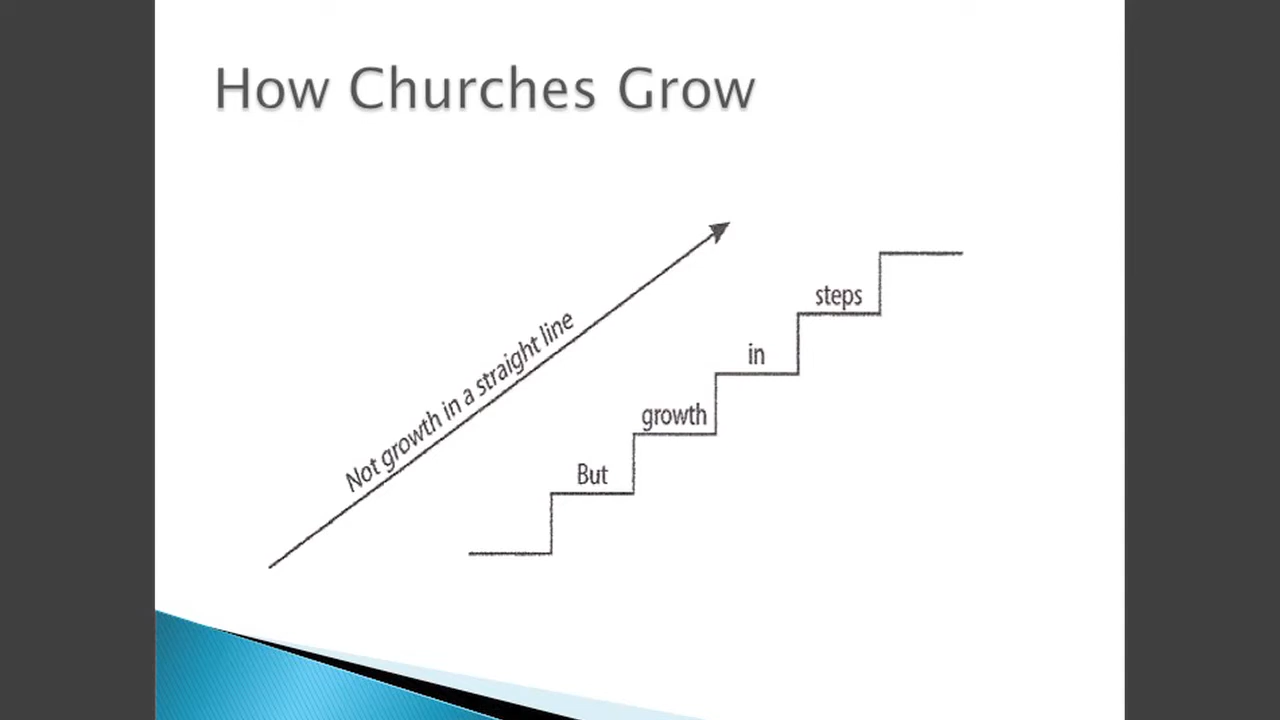 How Churches Grow
Not growth in a straight line
But
growth
in
steps